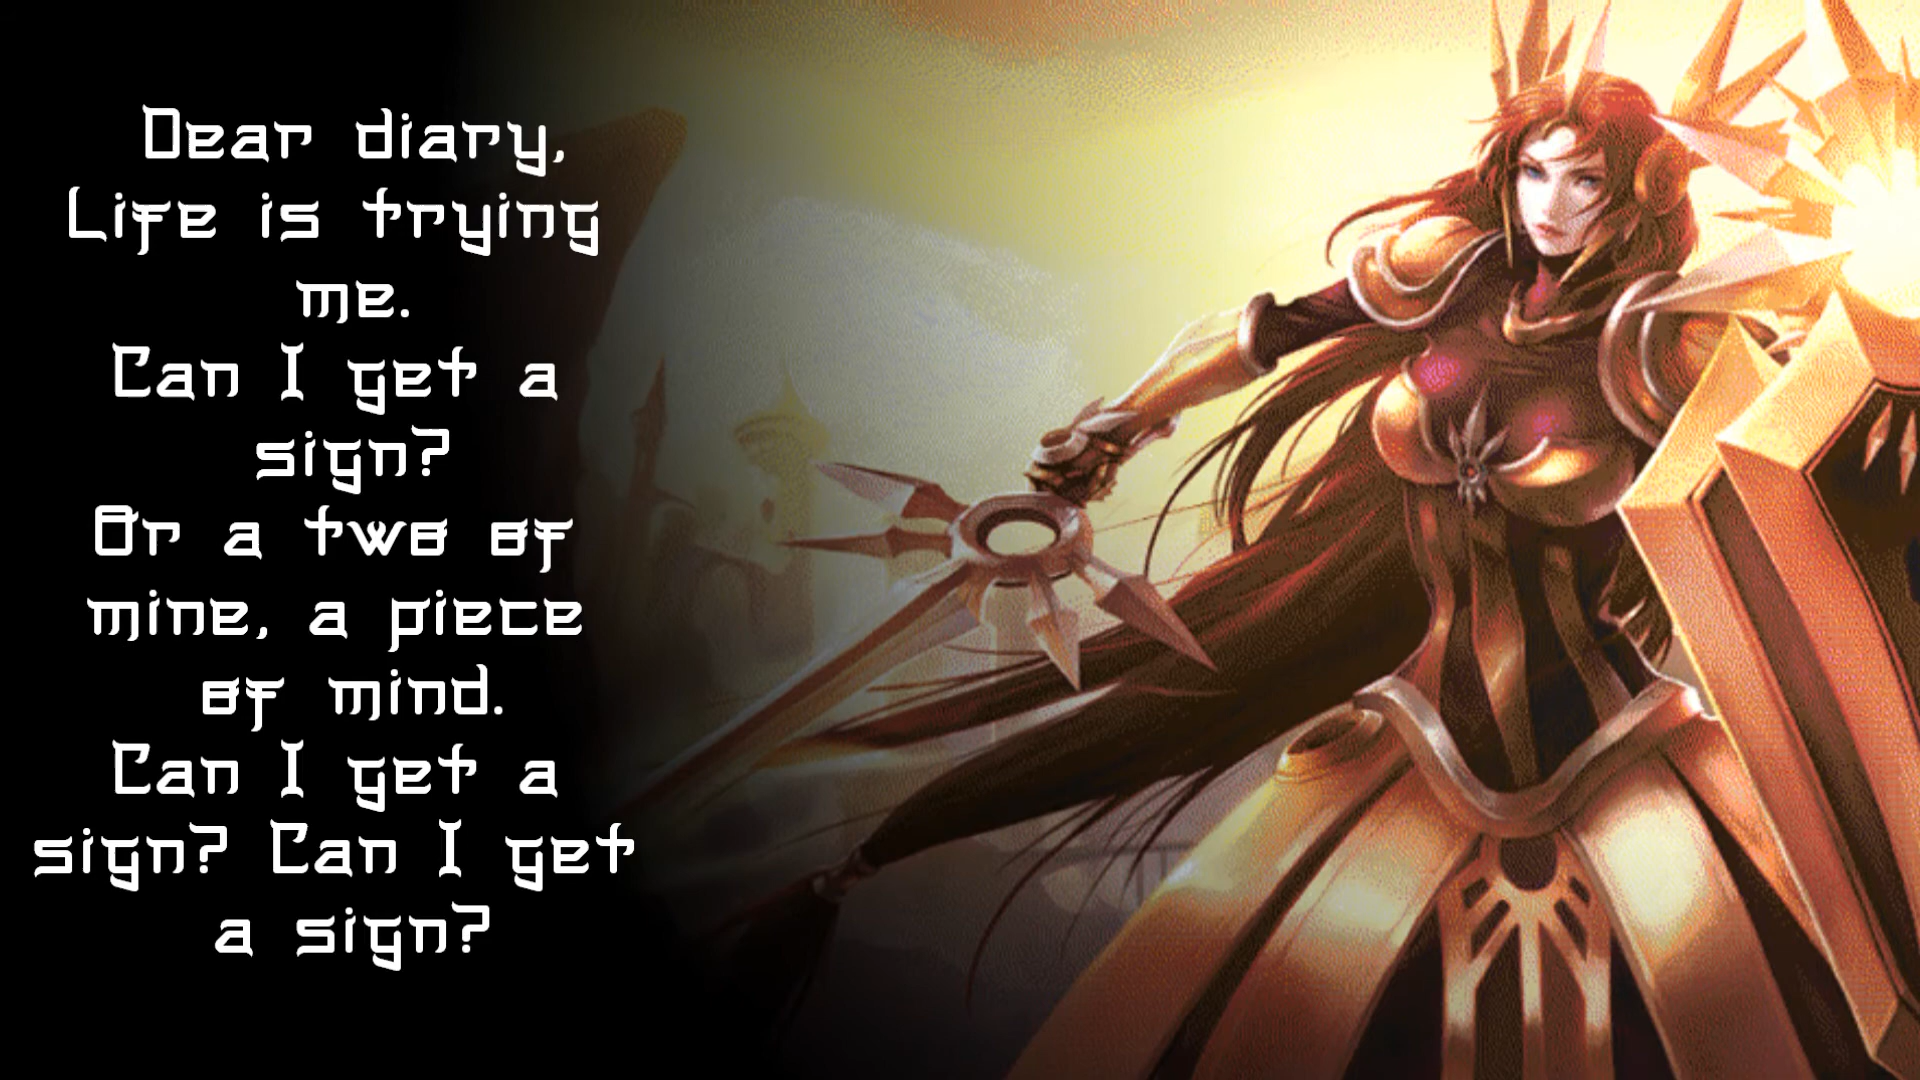 Dear diary,
Life is trying
me.
Can I get a
sign?
Or a two of
mine, a piece
of mind.
Can I get a
sign? Can I get
a sign?